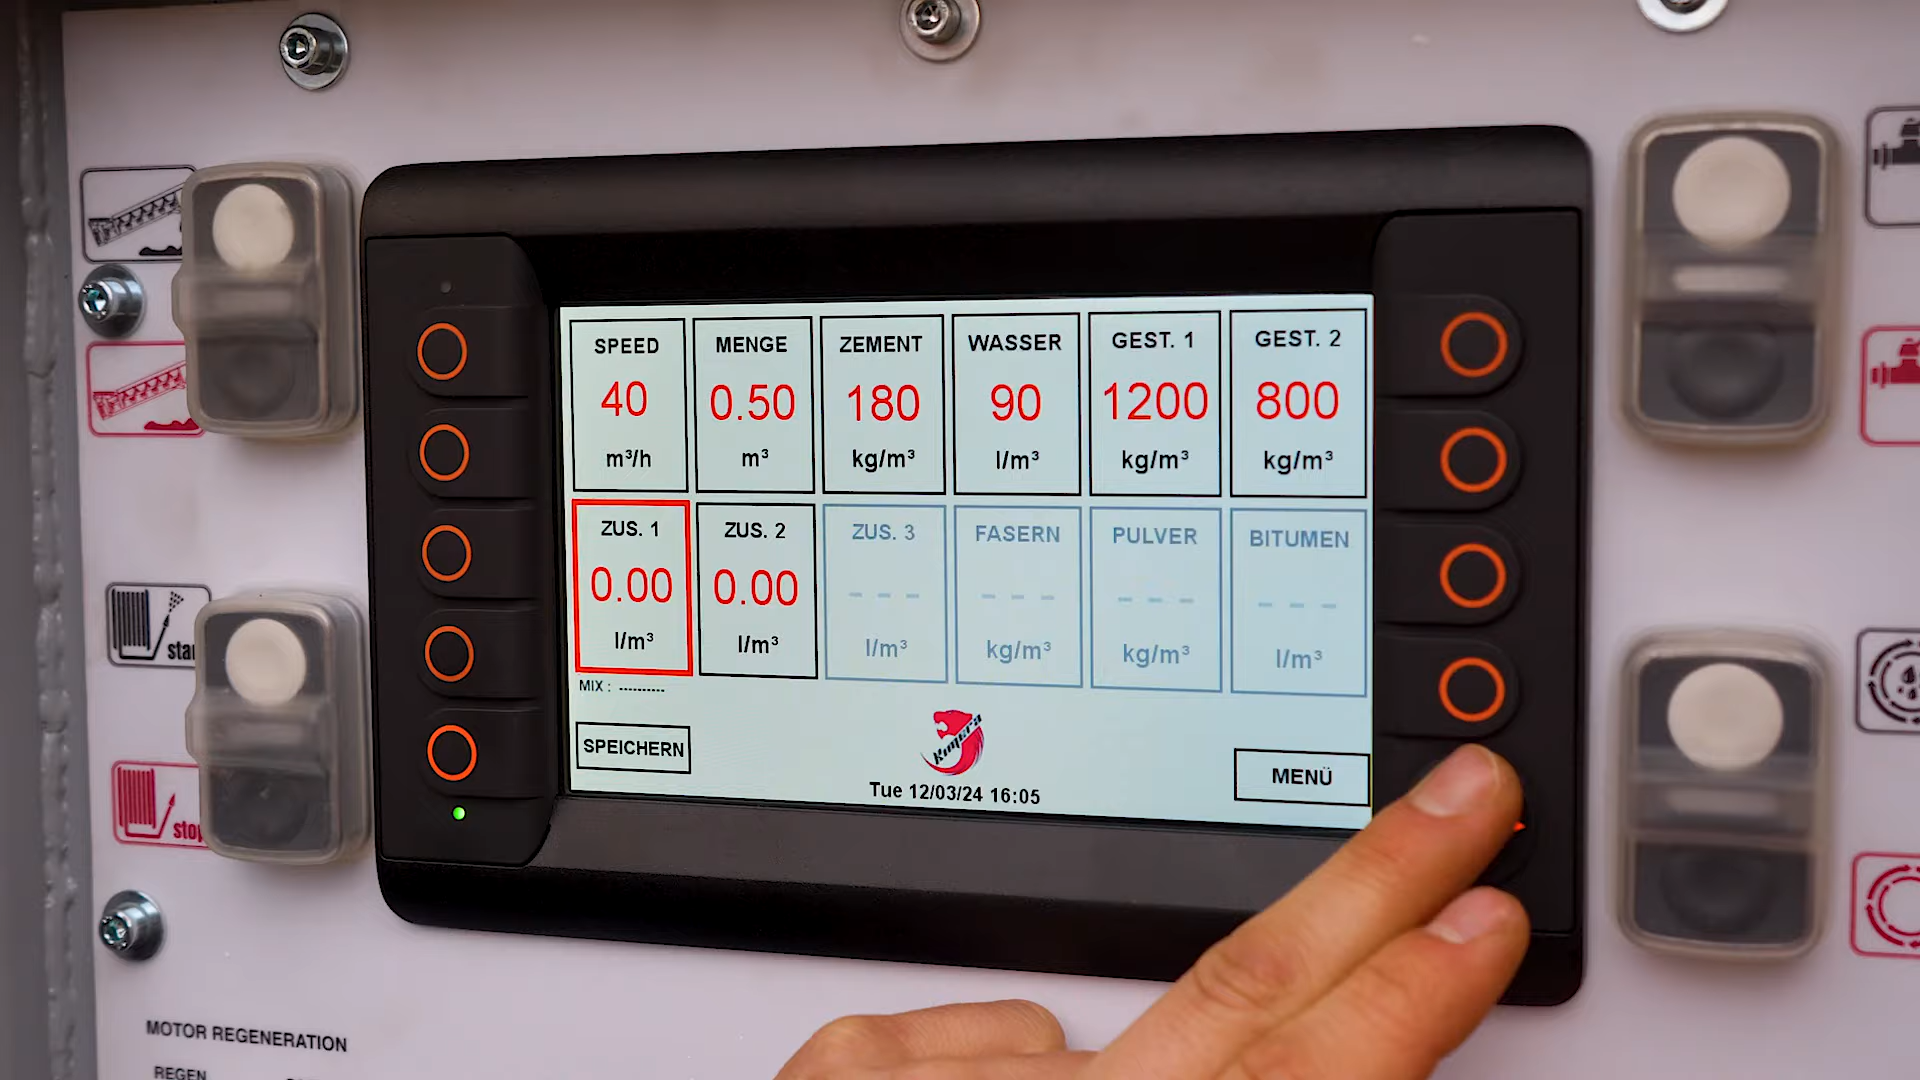 SPEED
40
m³/h
MENGE
0.50
m³
ZEMENT
180
kg/m³
WASSER
90
l/m³
GEST. 1
1200
kg/m³
GEST. 2
800
kg/m³
ZUS. 1
0.00
l/m³
ZUS. 2
0.00
l/m³
ZUS. 3
- - -
l/m³
FASERN
- - -
kg/m³
PULVER
- - -
kg/m³
BITUMEN
- - -
l/m³
MIX : ----------
SPEICHERN
Kimera
MENÜ
Tue 12/03/24 16:05
MOTOR REGENERATION
REGEN